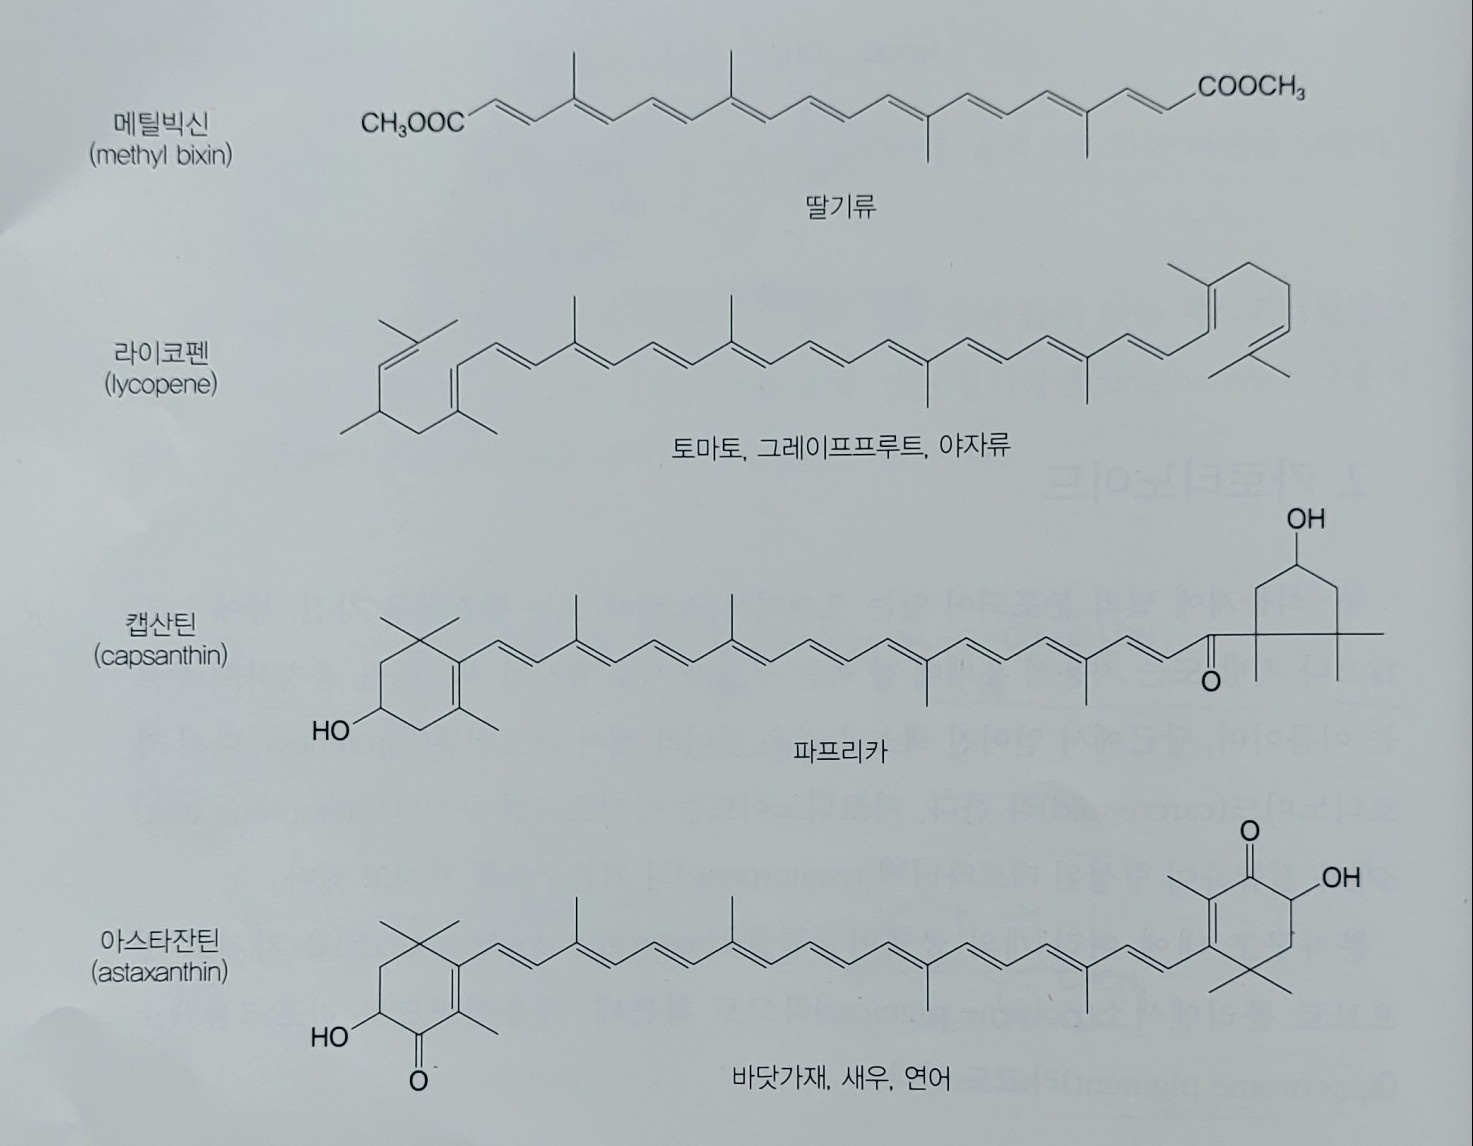 CH₃OOC
COOCH₃
메틸빅신
(methyl bixin)
딸기류
라이코펜
(lycopene)
토마토, 그레이프프루트, 야자류
OH
캡산틴
(capsanthin)
O
HO
파프리카
O
OH
아스타잔틴
(astaxanthin)
HO
O
바닷가재, 새우, 연어